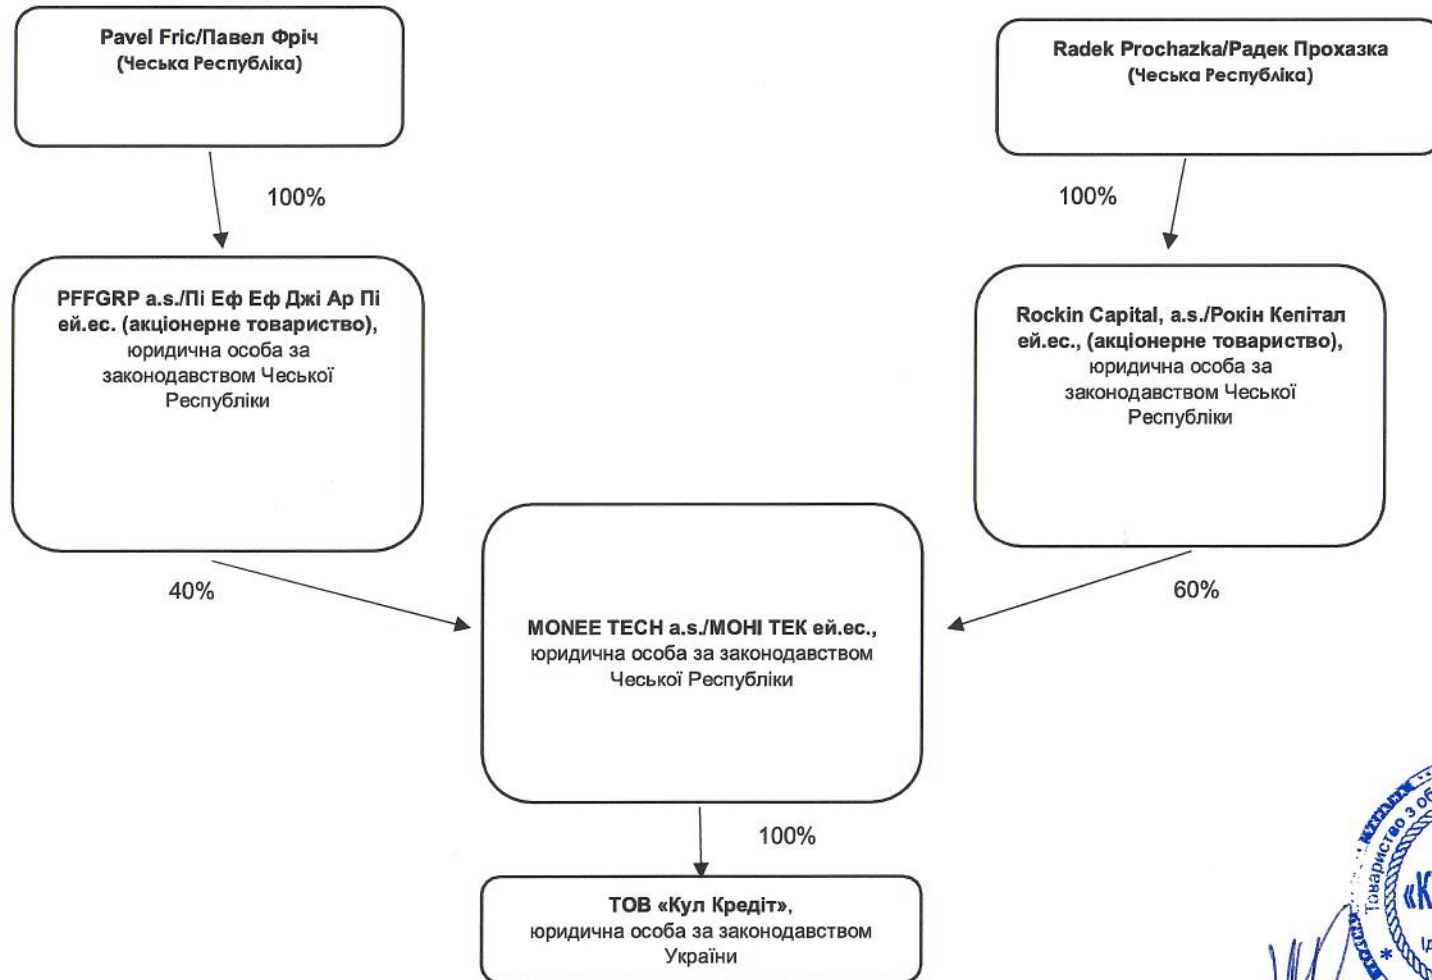 Pavel Fric/Павел Фріч
(Чеська Республіка)
Radek Prochazka/Радек Прохазка
(Чеська Республіка)
100%
100%
PFFGRP a.s./Пі Еф Еф Джі Ар Пі
ей.ес. (акціонерне товариство),
юридична особа за
законодавством Чеської
Республіки
Rockin Capital, a.s./Рокін Кепітал
ей.ес., (акціонерне товариство),
юридична особа за
законодавством Чеської
Республіки
40%
60%
MONEE TECH a.s./МОНІ ТЕК ей.ес.,
юридична особа за законодавством
Чеської Республіки
100%
ТОВ «Кул Кредіт»,
юридична особа за законодавством
України
Товариство з